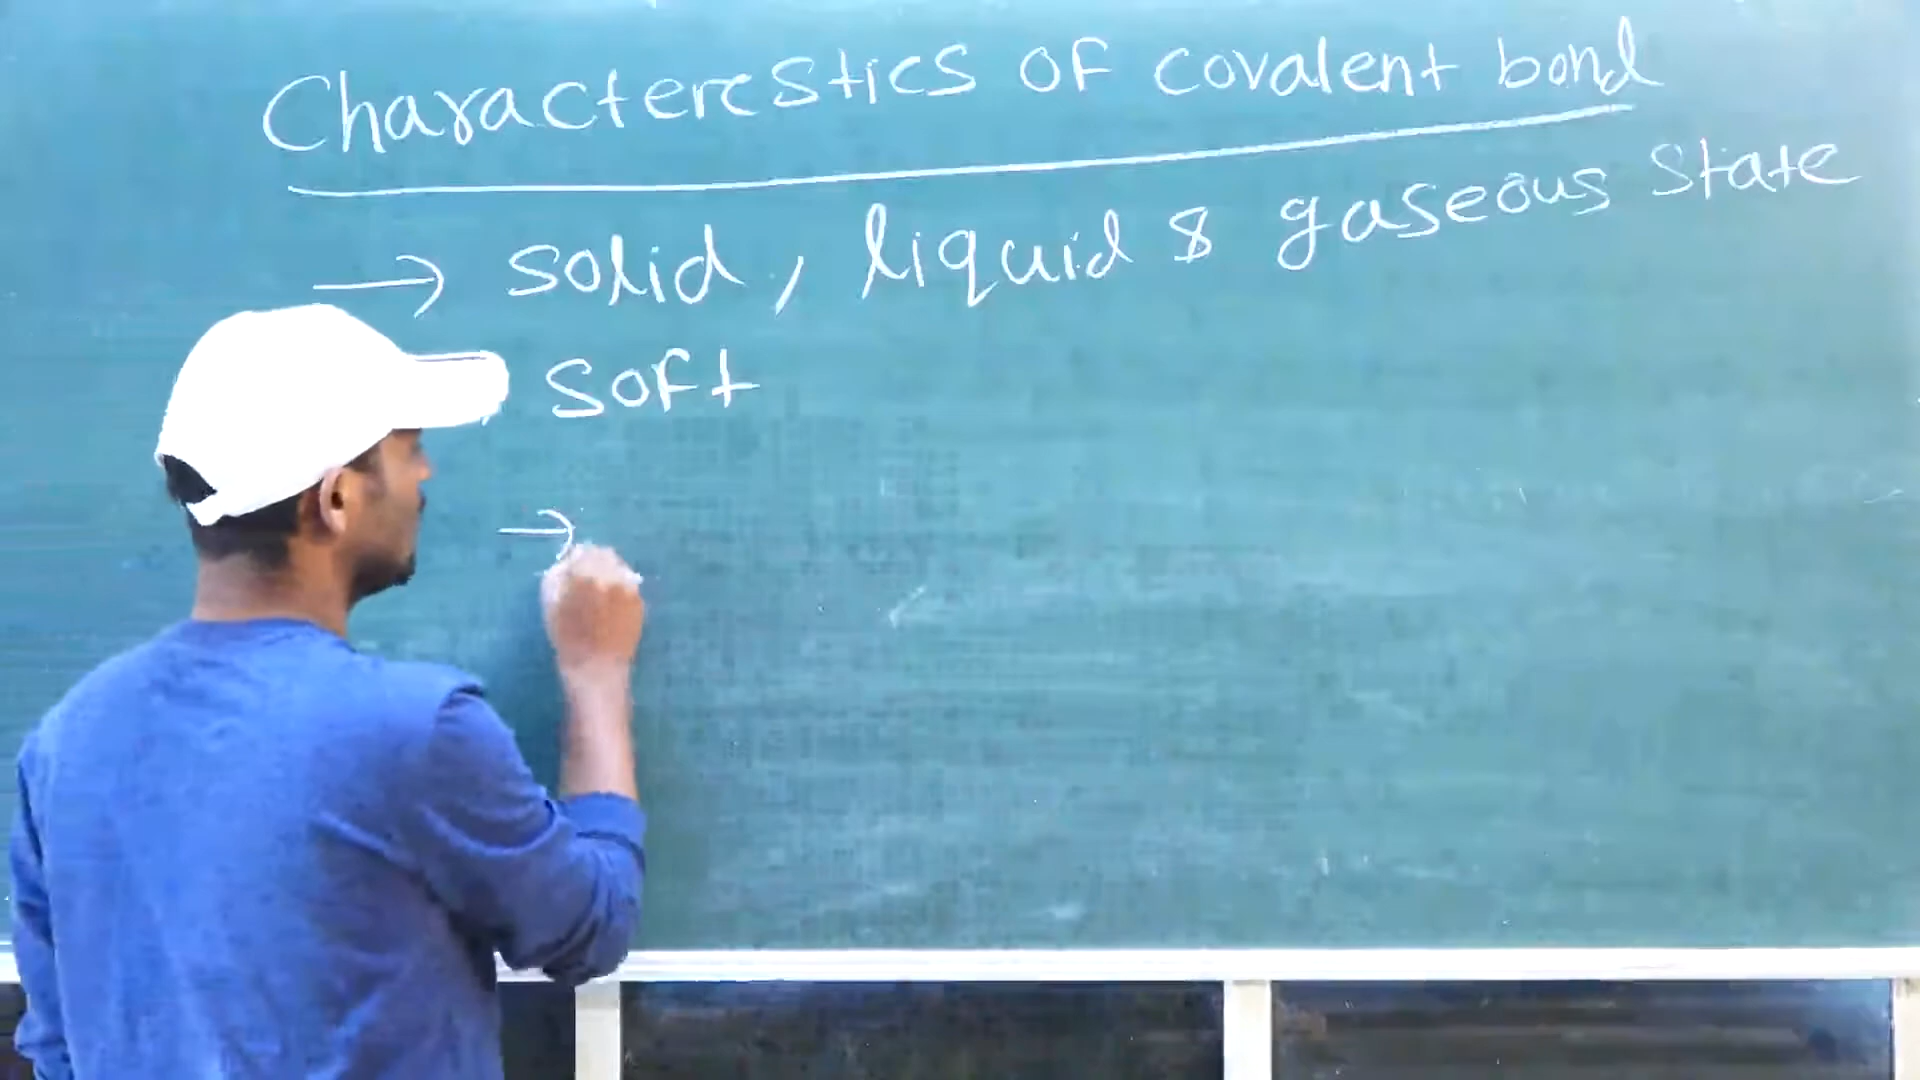 Characterestics OF covalent bond
→ solid, liquid & gaseous state
soft
→